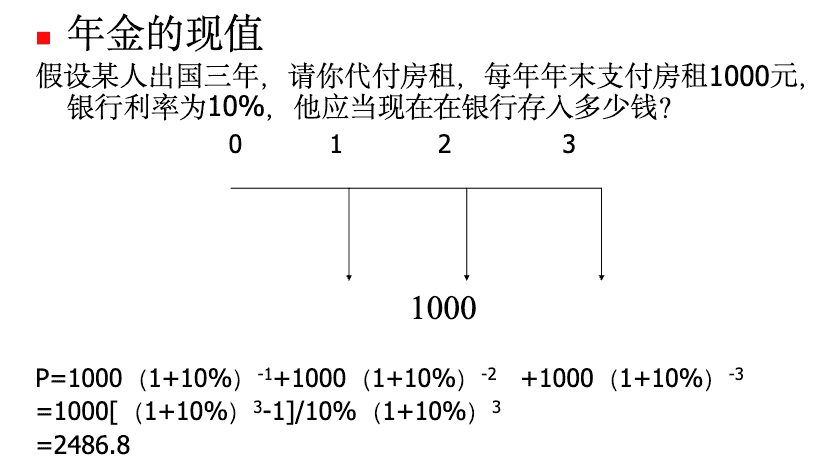 年金的现值
假设某人出国三年，请你代付房租，每年年末支付房租1000元，
银行利率为10%，他应当现在在银行存入多少钱？
0 1 2 3
1000
P=1000（1+10%）-1+1000（1+10%）-2 +1000（1+10%）-3
=1000[（1+10%）3-1]/10%（1+10%）3
=2486.8